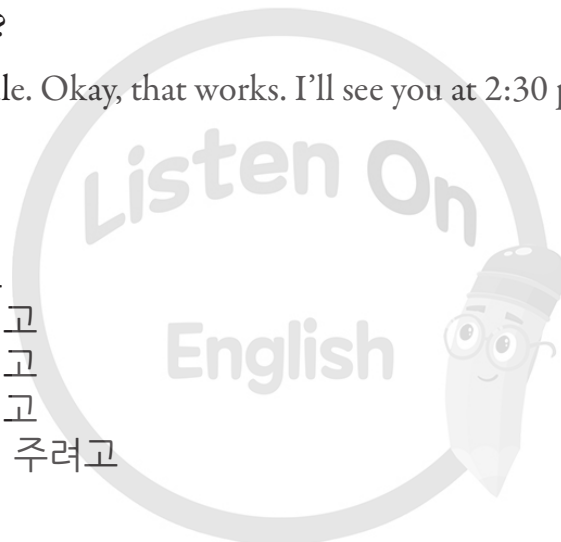 ?
le. Okay, that works. I'll see you at 2:30 p
Listen On
고
고
English
고
주려고